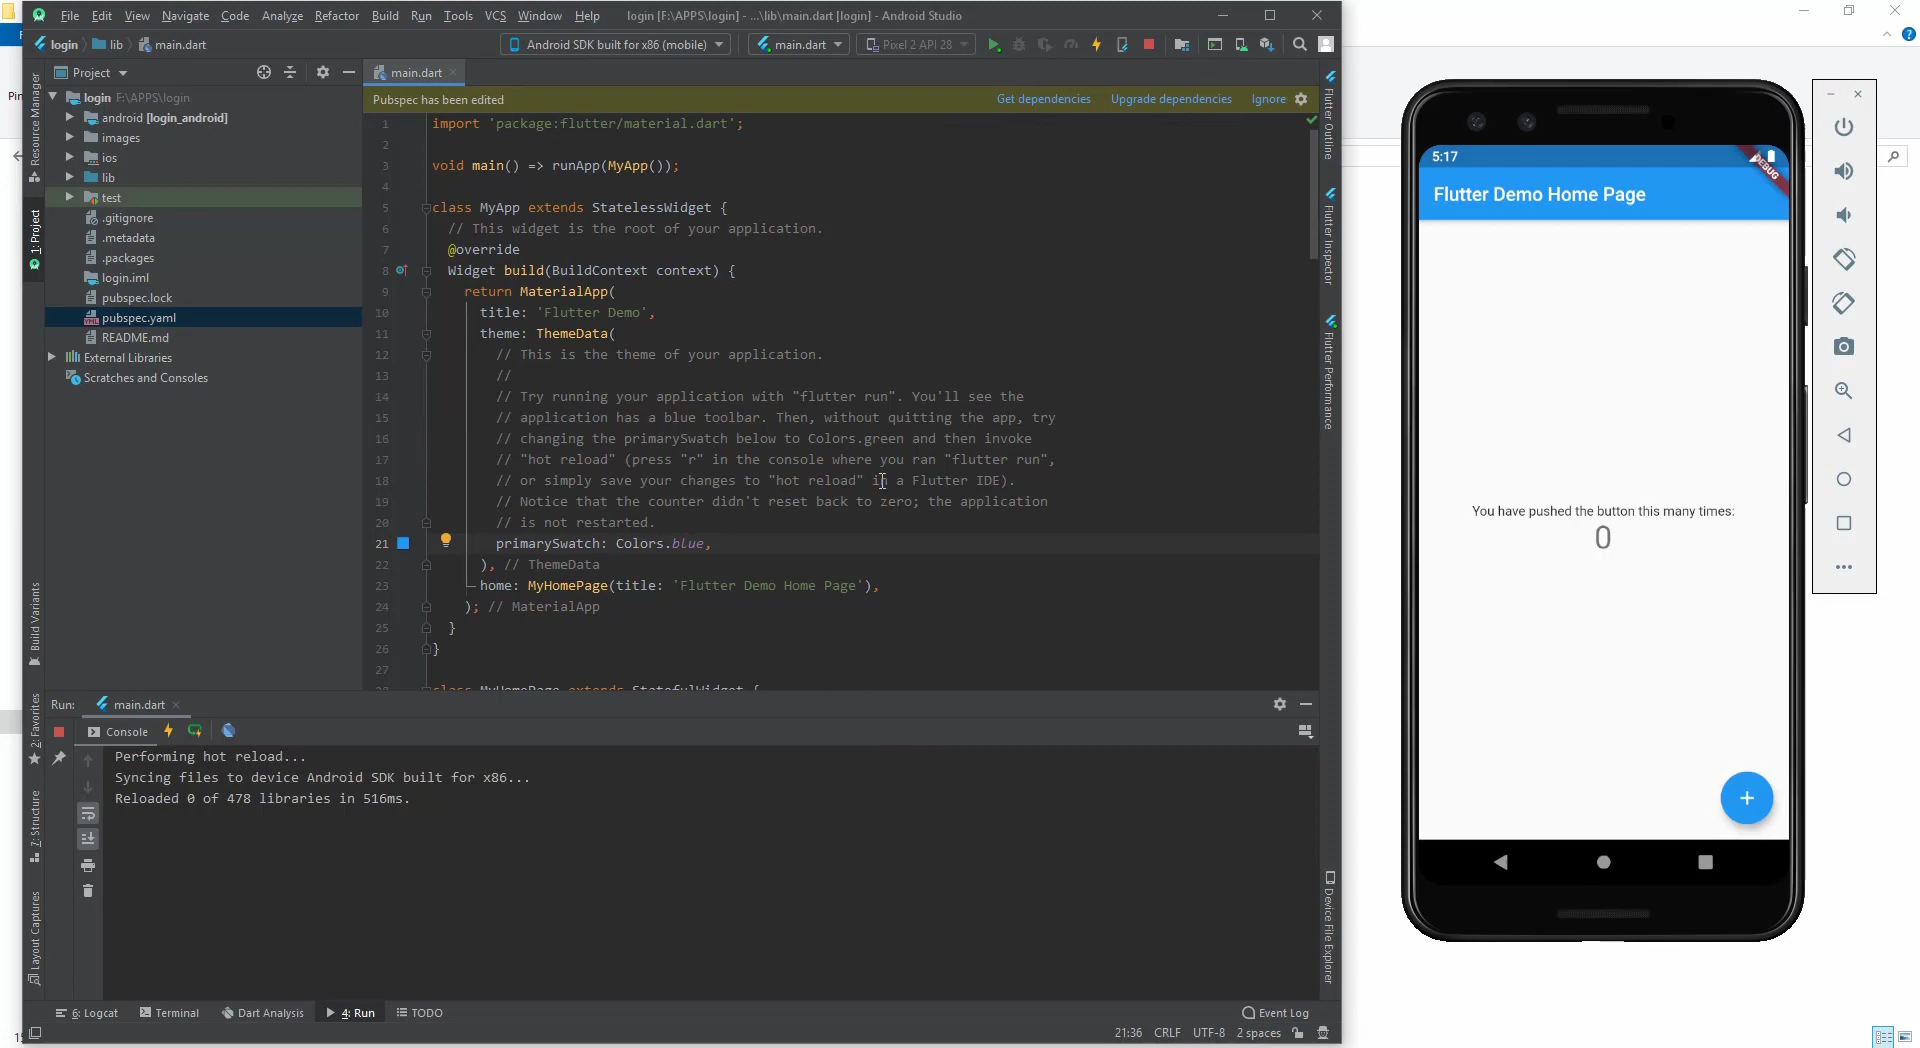 File Edit View Navigate Code Analyze Refactor Build Run Tools VCS Window Help login [F:\APPS\login] - ...\lib\main.dart [login] - Android Studio
login lib main.dart Android SDK built for x86 (mobile) main.dart Pixel 2 API 28
Project main.dart
login F:\APPS\login
android [login_android]
images
ios
lib
test
.gitignore
.metadata
.packages
login.iml
pubspec.lock
pubspec.yaml
README.md
External Libraries
Scratches and Consoles
Resource Manager
1: Project
Build Variants
2: Favorites
7: Structure
Layout Captures
Pubspec has been edited Get dependencies Upgrade dependencies Ignore
1 import 'package:flutter/material.dart';
2
3 void main() => runApp(MyApp());
4
5 class MyApp extends StatelessWidget {
6 // This widget is the root of your application.
7 @override
8 Widget build(BuildContext context) {
9 return MaterialApp(
10 title: 'Flutter Demo',
11 theme: ThemeData(
12 // This is the theme of your application.
13 //
14 // Try running your application with "flutter run". You'll see the
15 // application has a blue toolbar. Then, without quitting the app, try
16 // changing the primarySwatch below to Colors.green and then invoke
17 // "hot reload" (press "r" in the console where you ran "flutter run",
18 // or simply save your changes to "hot reload" in a Flutter IDE).
19 // Notice that the counter didn't reset back to zero; the application
20 // is not restarted.
21 primarySwatch: Colors.blue,
22 ), // ThemeData
23 home: MyHomePage(title: 'Flutter Demo Home Page'),
24 ); // MaterialApp
25 }
26 }
27
28 class MyHomePage extends StatefulWidget {
Flutter Outline
Flutter Inspector
Flutter Performance
Device File Explorer
Run: main.dart
Console
Performing hot reload...
Syncing files to device Android SDK built for x86...
Reloaded 0 of 478 libraries in 516ms.
6: Logcat Terminal Dart Analysis 4: Run TODO Event Log
21:36 CRLF UTF-8 2 spaces
5:17
DEBUG
Flutter Demo Home Page
You have pushed the button this many times:
0